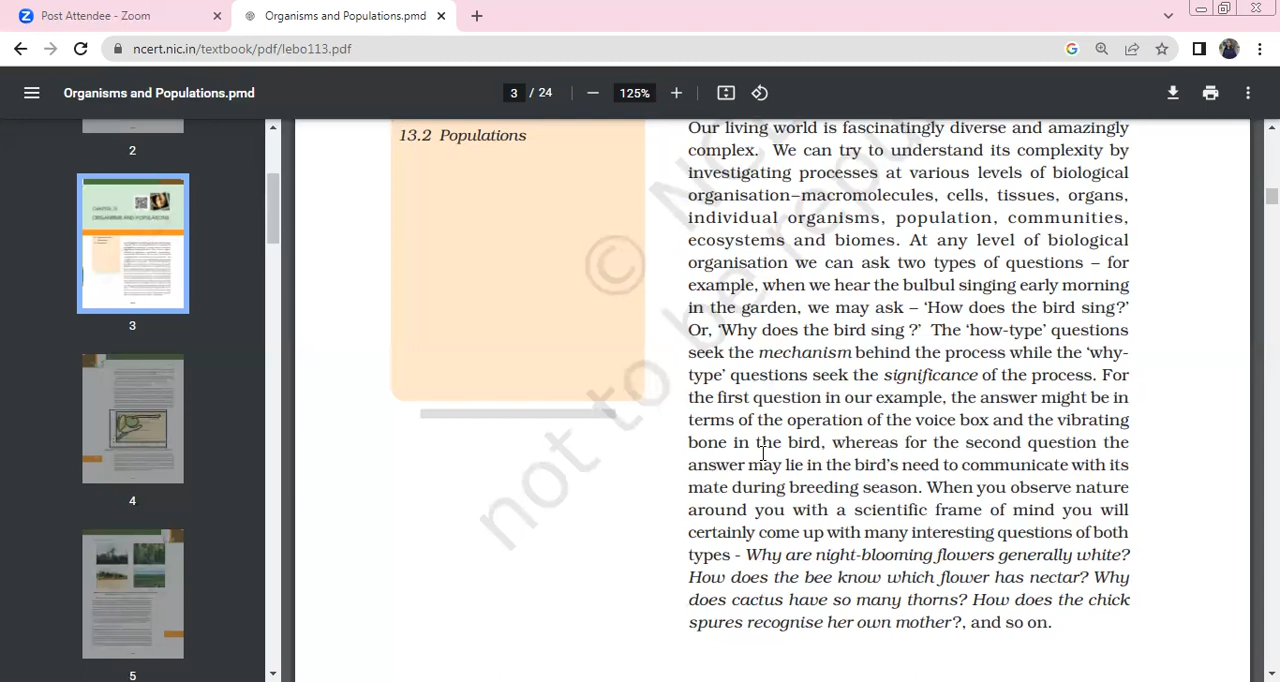 Post Attendee - Zoom
Organisms and Populations.pmd
ncert.nic.in/textbook/pdf/lebo113.pdf
Organisms and Populations.pmd
3 / 24
125%
2
3
4
5
13.2 Populations
Our living world is fascinatingly diverse and amazingly
complex. We can try to understand its complexity by
investigating processes at various levels of biological
organisation–macromolecules, cells, tissues, organs,
individual organisms, population, communities,
ecosystems and biomes. At any level of biological
organisation we can ask two types of questions – for
example, when we hear the bulbul singing early morning
in the garden, we may ask – ‘How does the bird sing?’
Or, ‘Why does the bird sing ?’ The ‘how-type’ questions
seek the mechanism behind the process while the ‘why-
type’ questions seek the significance of the process. For
the first question in our example, the answer might be in
terms of the operation of the voice box and the vibrating
bone in the bird, whereas for the second question the
answer may lie in the bird’s need to communicate with its
mate during breeding season. When you observe nature
around you with a scientific frame of mind you will
certainly come up with many interesting questions of both
types - Why are night-blooming flowers generally white?
How does the bee know which flower has nectar? Why
does cactus have so many thorns? How does the chick
spures recognise her own mother?, and so on.
© NC
not to be repu